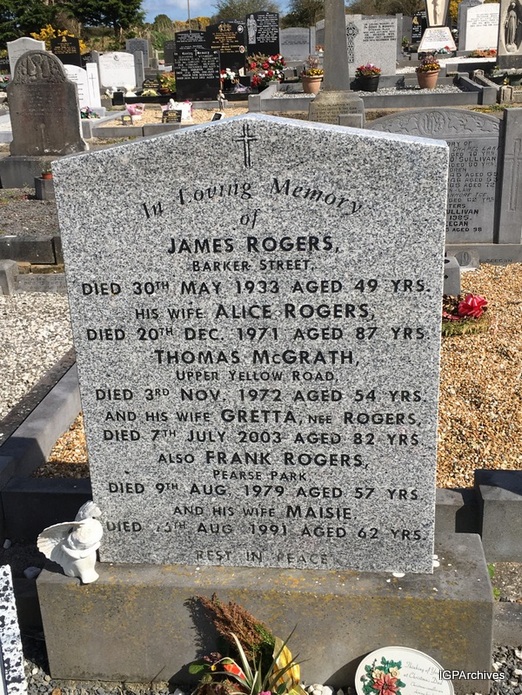 In Loving Memory
of
JAMES ROGERS,
BARKER STREET,
DIED 30TH MAY 1933 AGED 49 YRS.
HIS WIFE ALICE ROGERS,
DIED 20TH DEC. 1971 AGED 87 YRS.
THOMAS McGRATH,
UPPER YELLOW ROAD,
DIED 3RD NOV. 1972 AGED 54 YRS.
AND HIS WIFE GRETTA, NEE ROGERS,
DIED 7TH JULY 2003 AGED 82 YRS
ALSO FRANK ROGERS,
PEARSE PARK
DIED 9TH AUG. 1979 AGED 57 YRS.
AND HIS WIFE MAISIE
DIED 15TH AUG. 1991 AGED 62 YRS.
REST IN PEACE
IGPArchives